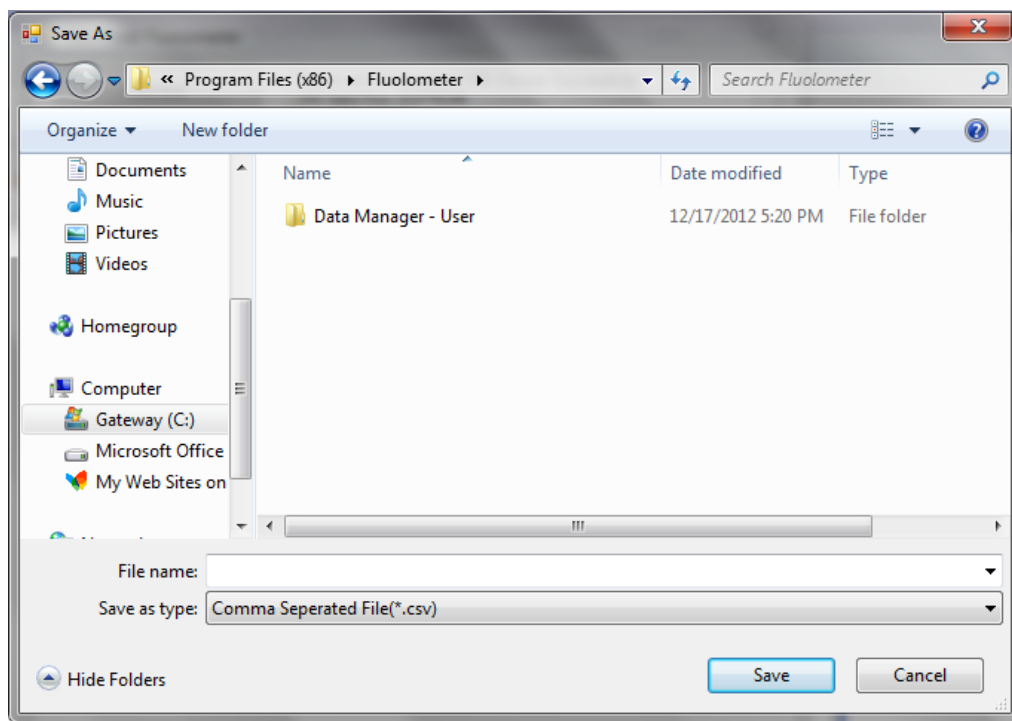 Save As
« Program Files (x86) ▸ Fluolometer ▸
Search Fluolometer
Organize ▾ New folder
Documents
Music
Pictures
Videos
Homegroup
Computer
Gateway (C:)
Microsoft Office
My Web Sites on
Name Date modified Type
Data Manager - User 12/17/2012 5:20 PM File folder
File name:
Save as type: Comma Seperated File(*.csv)
Hide Folders
Save Cancel